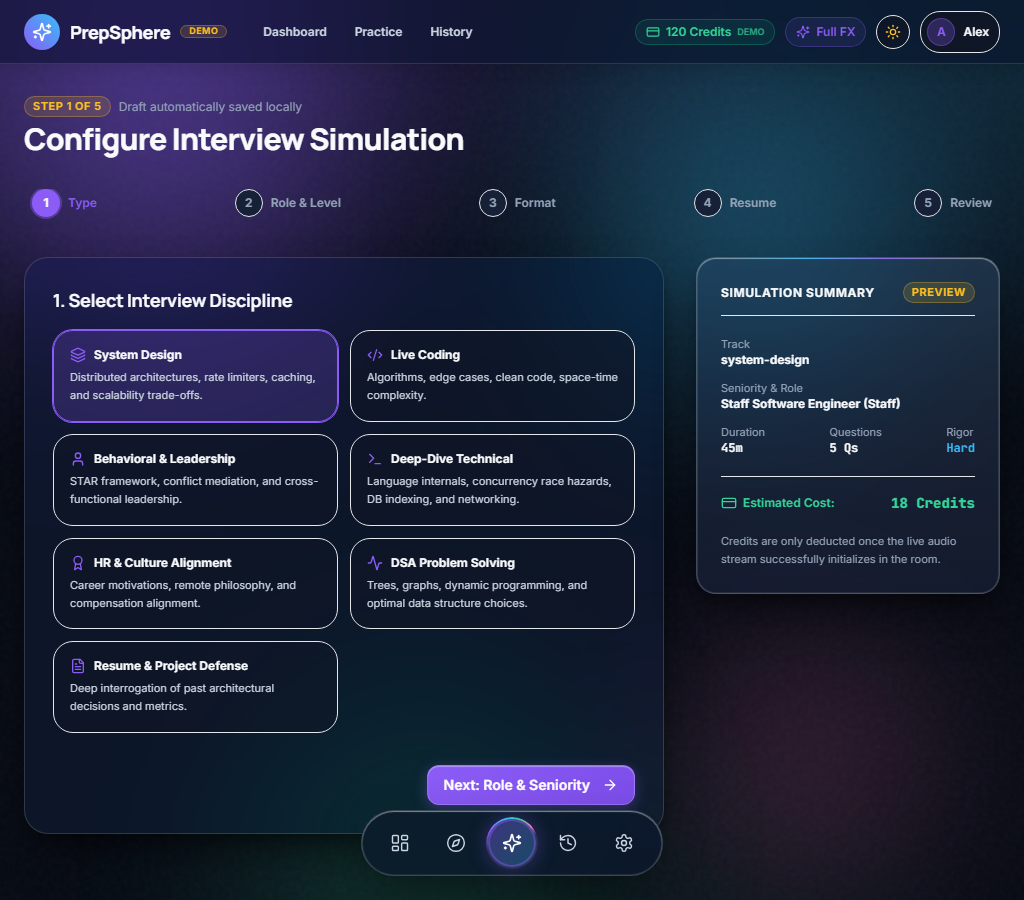 PrepSphere DEMO Dashboard Practice History 120 Credits DEMO Full FX A Alex
STEP 1 OF 5 Draft automatically saved locally
Configure Interview Simulation
1 Type 2 Role & Level 3 Format 4 Resume 5 Review
1. Select Interview Discipline
System Design
Distributed architectures, rate limiters, caching,
and scalability trade-offs.
Live Coding
Algorithms, edge cases, clean code, space-time
complexity.
Behavioral & Leadership
STAR framework, conflict mediation, and cross-
functional leadership.
Deep-Dive Technical
Language internals, concurrency race hazards,
DB indexing, and networking.
HR & Culture Alignment
Career motivations, remote philosophy, and
compensation alignment.
DSA Problem Solving
Trees, graphs, dynamic programming, and
optimal data structure choices.
Resume & Project Defense
Deep interrogation of past architectural
decisions and metrics.
Next: Role & Seniority
SIMULATION SUMMARY PREVIEW
Track
system-design
Seniority & Role
Staff Software Engineer (Staff)
Duration Questions Rigor
45m 5 Qs Hard
Estimated Cost: 18 Credits
Credits are only deducted once the live audio
stream successfully initializes in the room.